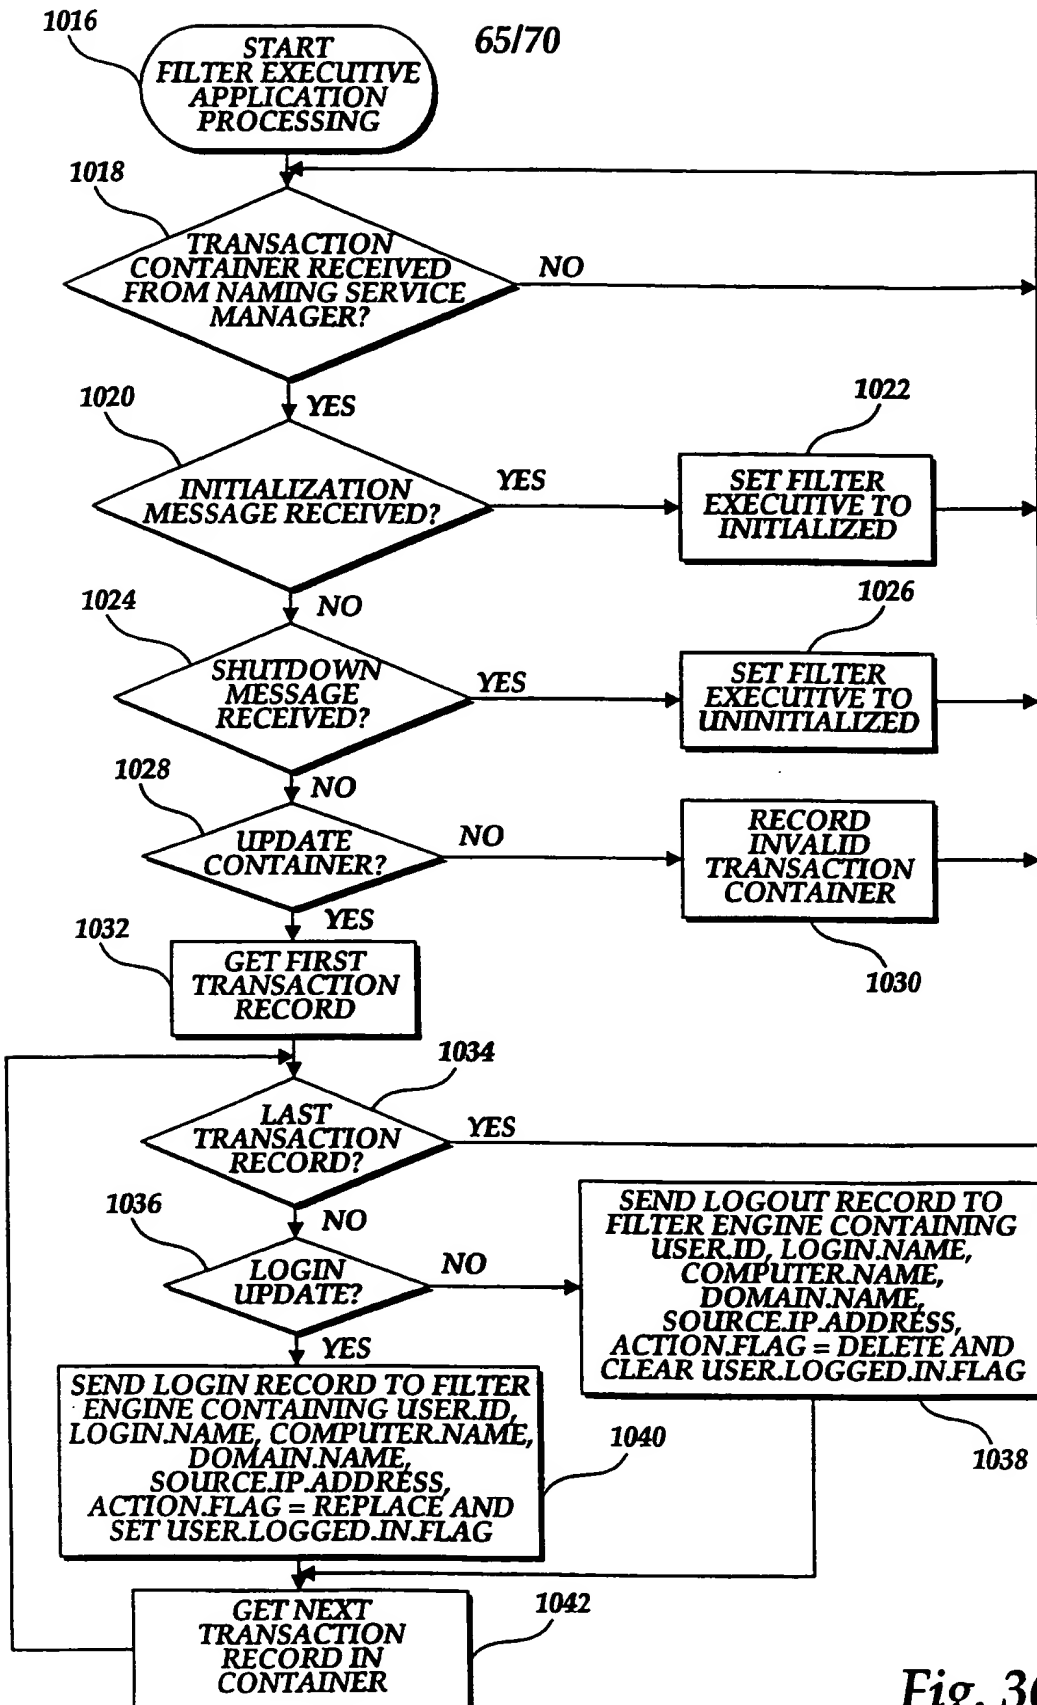 1016
65/70
START
FILTER EXECUTIVE
APPLICATION
PROCESSING
1018
TRANSACTION
CONTAINER RECEIVED
FROM NAMING SERVICE
MANAGER?
NO
YES
1020
INITIALIZATION
MESSAGE RECEIVED?
YES
1022
SET FILTER
EXECUTIVE TO
INITIALIZED
NO
1024
SHUTDOWN
MESSAGE
RECEIVED?
YES
1026
SET FILTER
EXECUTIVE TO
UNINITIALIZED
NO
1028
UPDATE
CONTAINER?
NO
RECORD
INVALID
TRANSACTION
CONTAINER
1030
YES
1032
GET FIRST
TRANSACTION
RECORD
1034
LAST
TRANSACTION
RECORD?
YES
NO
1036
LOGIN
UPDATE?
NO
SEND LOGOUT RECORD TO
FILTER ENGINE CONTAINING
USER.ID, LOGIN.NAME,
COMPUTER.NAME,
DOMAIN.NAME,
SOURCE.IP.ADDRESS,
ACTION.FLAG = DELETE AND
CLEAR USER.LOGGED.IN.FLAG
1038
YES
SEND LOGIN RECORD TO FILTER
ENGINE CONTAINING USER.ID,
LOGIN.NAME, COMPUTER.NAME,
DOMAIN.NAME,
SOURCE.IP.ADDRESS,
ACTION.FLAG = REPLACE AND
SET USER.LOGGED.IN.FLAG
1040
GET NEXT
TRANSACTION
RECORD IN
CONTAINER
1042
Fig.